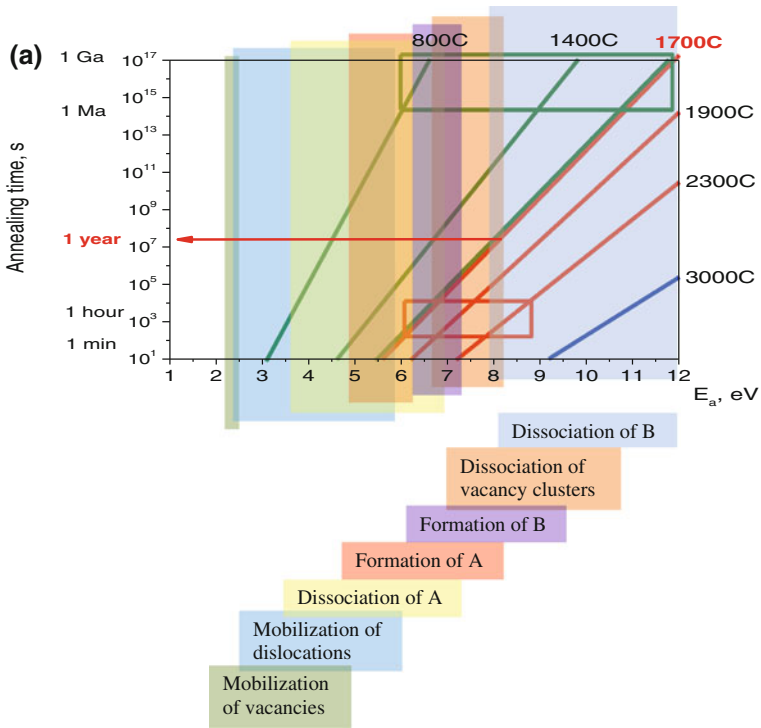 (a)
800C 1400C 1700C
1 Ga 10^17
10^15
1 Ma 10^13
1900C
10^11
2300C
10^9
Annealing time, s
1 year 10^7
10^5
3000C
1 hour 10^3
1 min 10^1
1 2 3 4 5 6 7 8 9 10 11 12
E_a, eV
Dissociation of B
Dissociation of
vacancy clusters
Formation of B
Formation of A
Dissociation of A
Mobilization of
dislocations
Mobilization
of vacancies